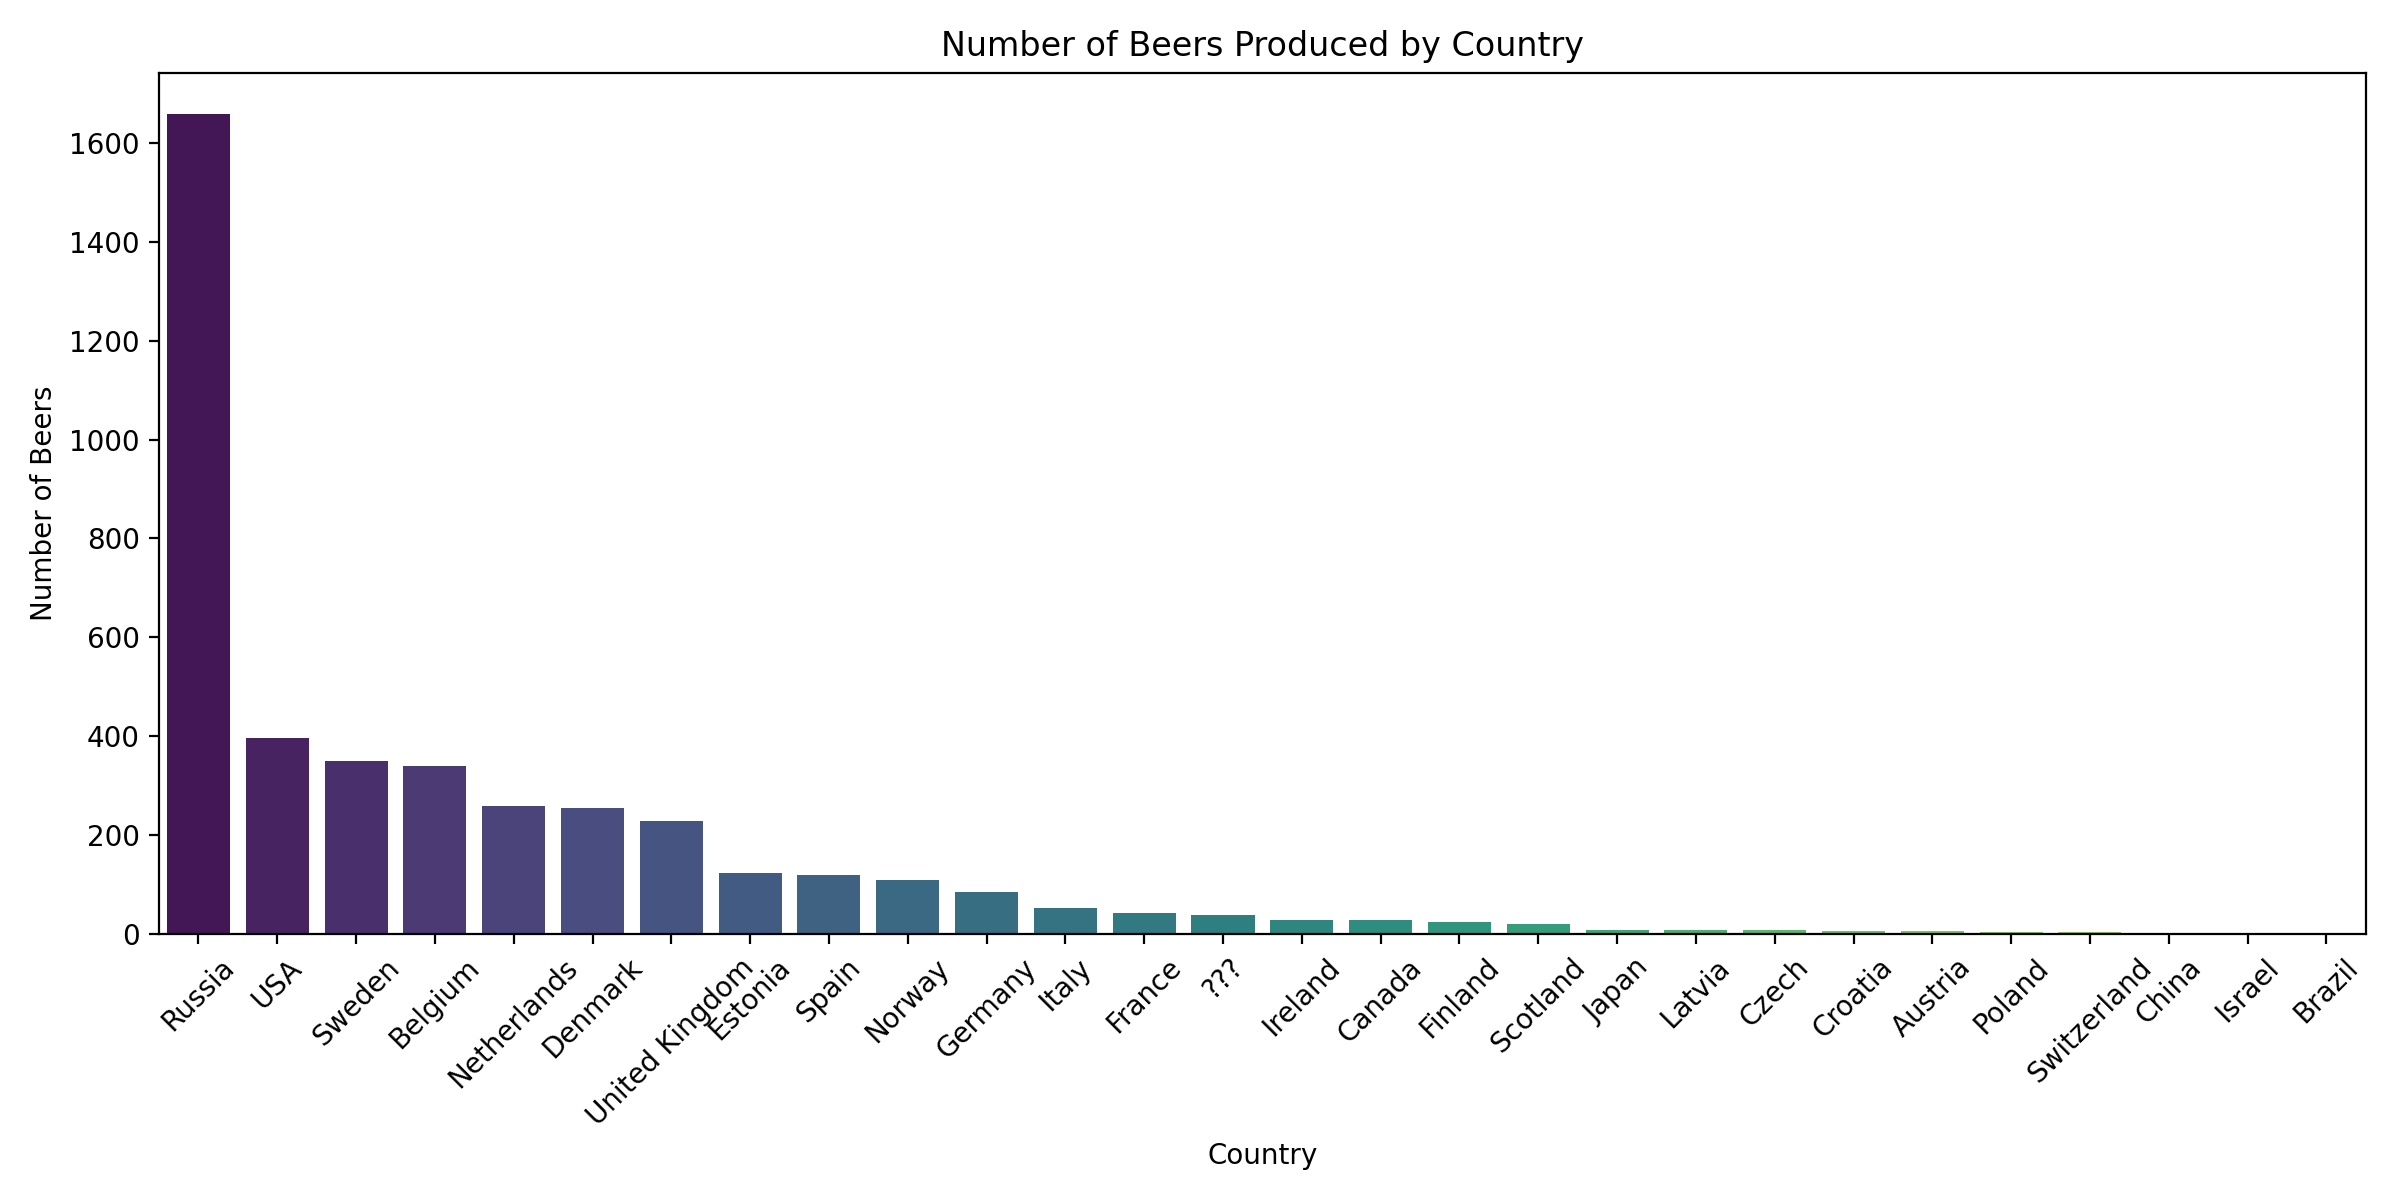 Number of Beers Produced by Country
Number of Beers
1600
1400
1200
1000
800
600
400
200
0
Russia
USA
Sweden
Belgium
Netherlands
Denmark
United Kingdom
Estonia
Spain
Norway
Germany
Italy
France
???
Ireland
Canada
Finland
Scotland
Japan
Latvia
Czech
Croatia
Austria
Poland
Switzerland
China
Israel
Brazil
Country